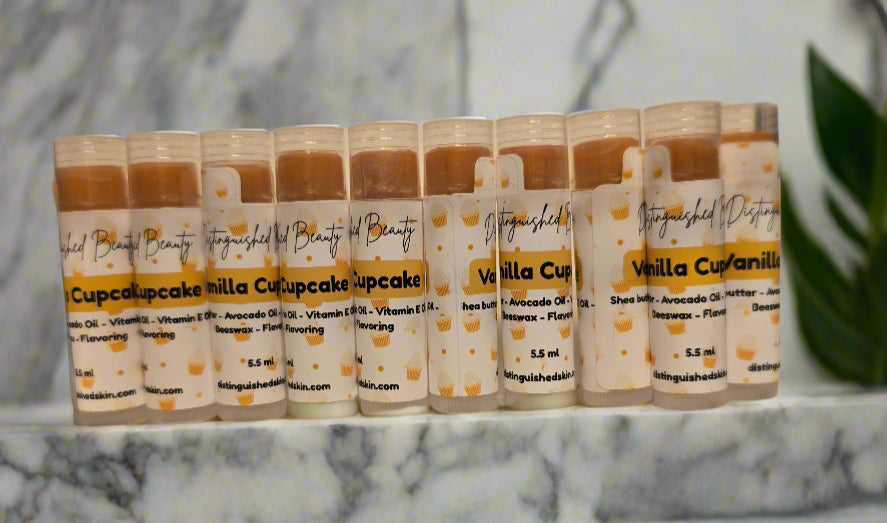 Distinguished Beauty
Vanilla Cupcake
Shea butter - Avocado Oil - Vitamin E Oil -
Beeswax - Flavoring
5.5 ml
distinguishedskin.com